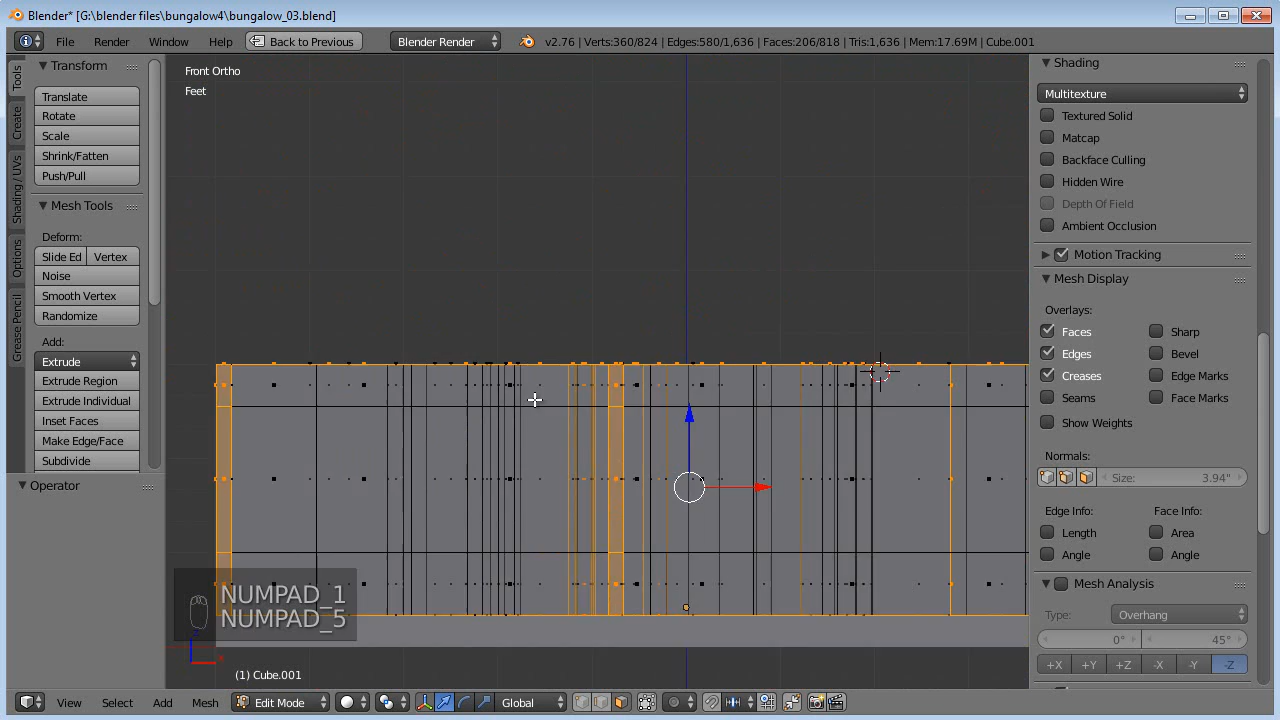 Blender* [G:\blender files\bungalow4\bungalow_03.blend]
File Render Window Help Back to Previous Blender Render v2.76 | Verts:360/824 | Edges:580/1,636 | Faces:206/818 | Tris:1,636 | Mem:17.69M | Cube.001
Tools
Create
Shading / UVs
Options
Grease Pencil
Transform
Translate
Rotate
Scale
Shrink/Fatten
Push/Pull
Mesh Tools
Deform:
Slide Ed Vertex
Noise
Smooth Vertex
Randomize
Add:
Extrude
Extrude Region
Extrude Individual
Inset Faces
Make Edge/Face
Subdivide
Operator
Front Ortho
Feet
NUMPAD_1
NUMPAD_5
(1) Cube.001
Shading
Multitexture
Textured Solid
Matcap
Backface Culling
Hidden Wire
Depth Of Field
Ambient Occlusion
Motion Tracking
Mesh Display
Overlays:
Faces Sharp
Edges Bevel
Creases Edge Marks
Seams Face Marks
Show Weights
Normals:
Size: 3.94"
Edge Info: Face Info:
Length Area
Angle Angle
Mesh Analysis
Type: Overhang
0° 45°
+X +Y +Z -X -Y -Z
View Select Add Mesh Edit Mode Global